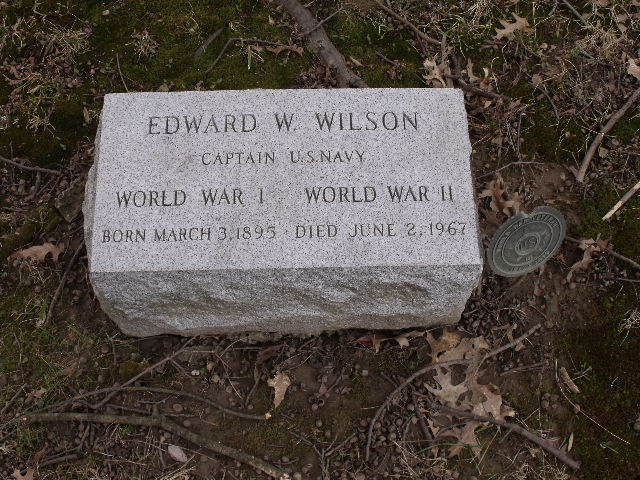 EDWARD W. WILSON
CAPTAIN U.S.NAVY
WORLD WAR I WORLD WAR II
BORN MARCH 3, 1895 · DIED JUNE 2, 1967